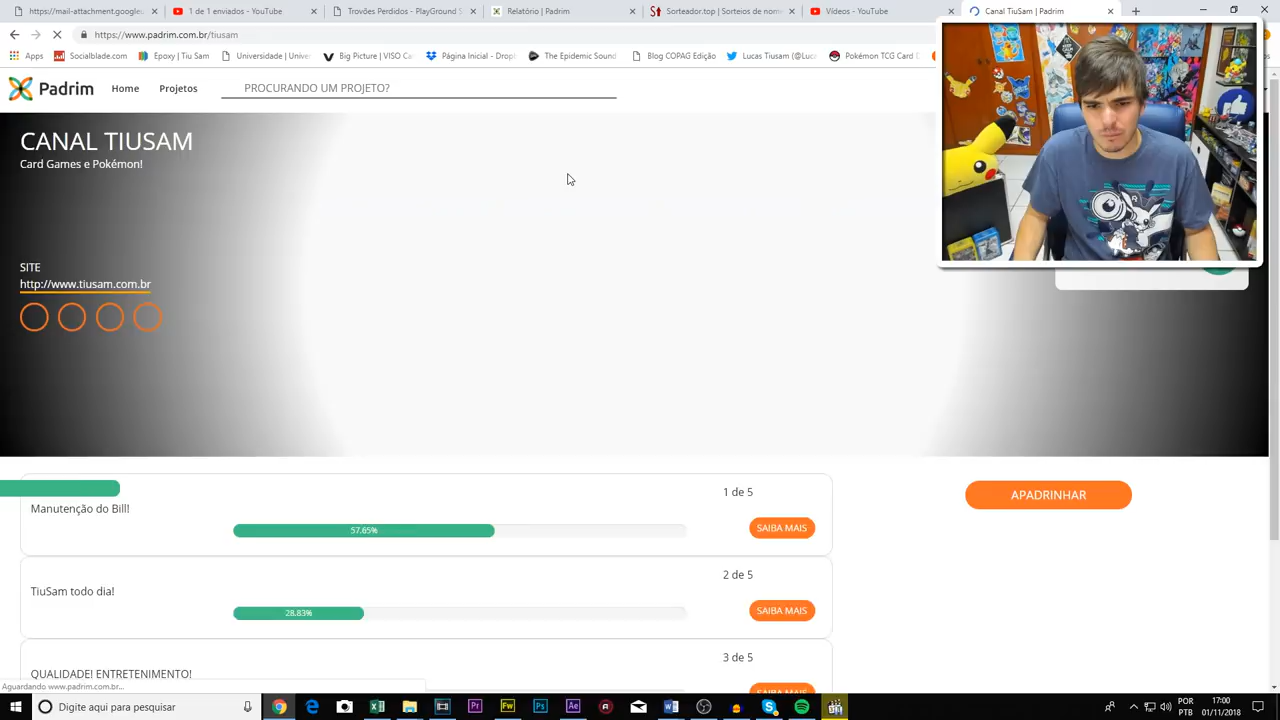 https://mail-attachment.google
1 de 1 enviados - YouTube
Trovões Perdidos - PlayGround S
Relatório | Padrim
Sorteador.top | Sorteios de nome
Vídeos - YouTube
Canal TiuSam | Padrim
https://www.padrim.com.br/tiusam
Apps
Socialblade.com
Epoxy | Tiu Sam
Universidade | Unive
Big Picture | VISO Ca
Página Inicial - Drop
The Epidemic Sound
Blog COPAG Edição
Lucas Tiusam (@Luca
Pokémon TCG Card D
Padrim
Home
Projetos
PROCURANDO UM PROJETO?
CANAL TIUSAM
Card Games e Pokémon!
SITE
http://www.tiusam.com.br
1 de 5
Manutenção do Bill!
57.65%
SAIBA MAIS
APADRINHAR
2 de 5
TiuSam todo dia!
28.83%
SAIBA MAIS
3 de 5
QUALIDADE! ENTRETENIMENTO!
SAIBA MAIS
Aguardando www.padrim.com.br...
Digite aqui para pesquisar
POR
PTB
17:00
01/11/2018